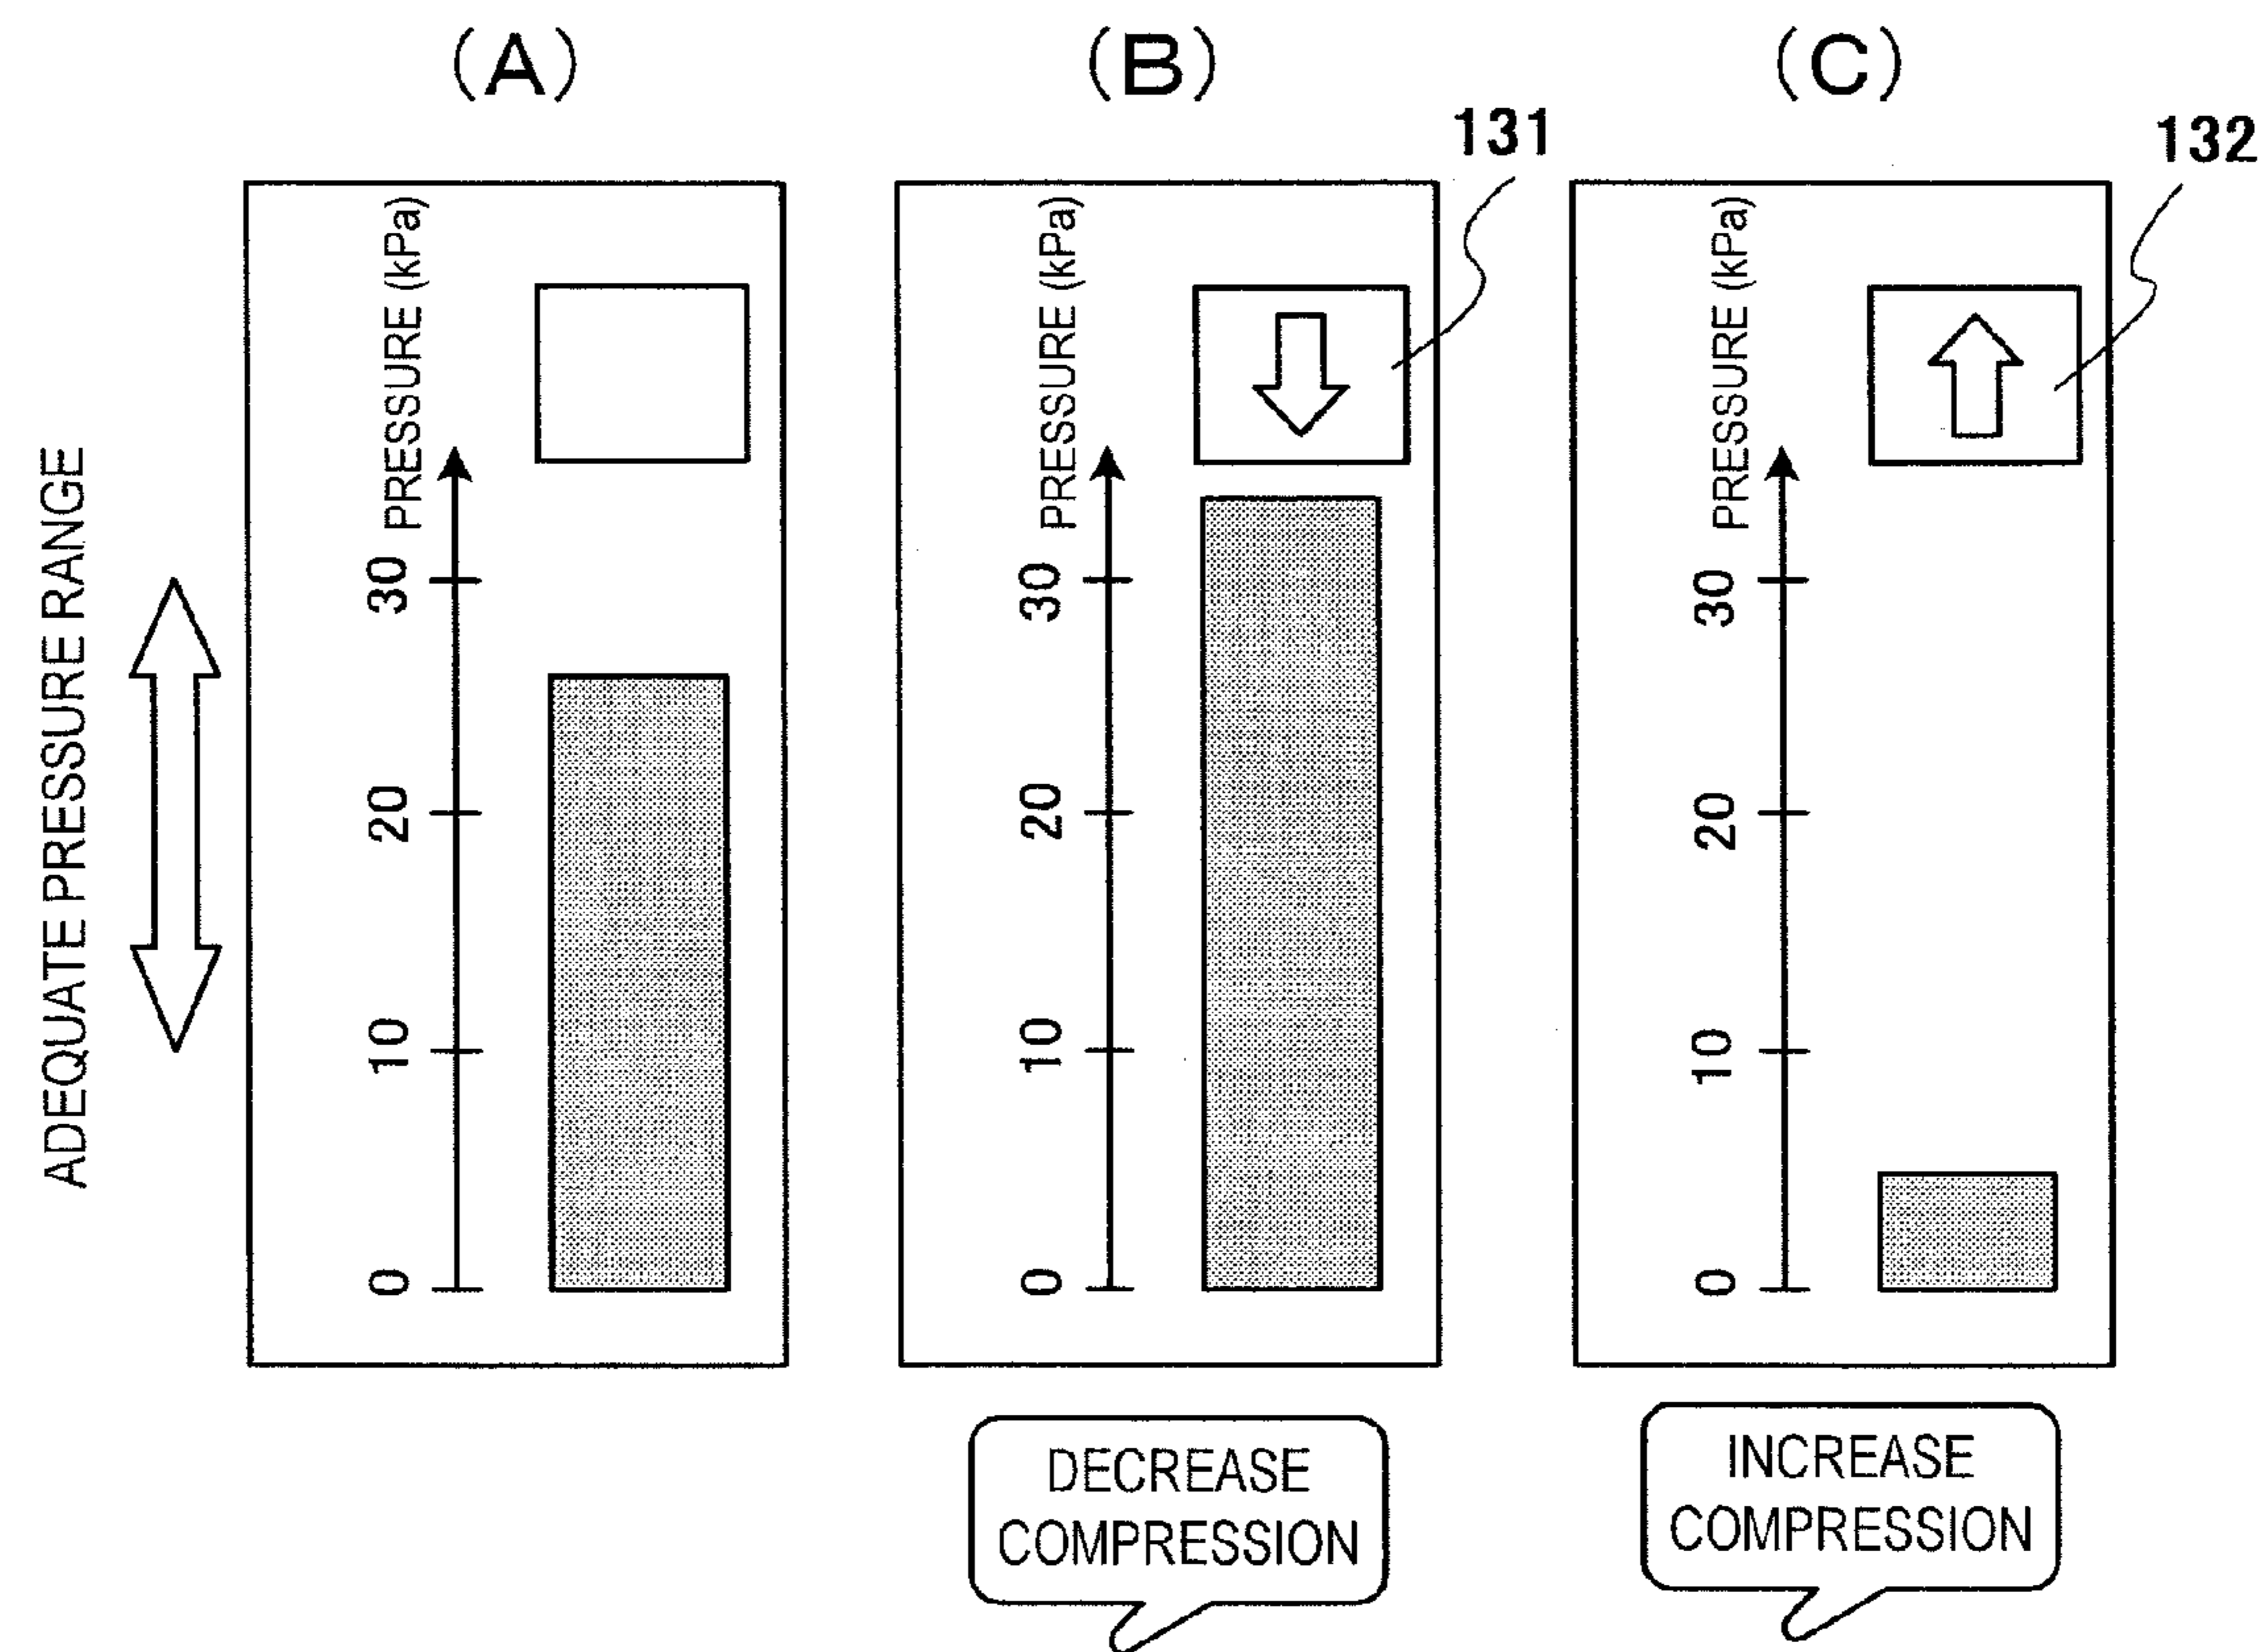 (A)
(B)
(C)
131
132
ADEQUATE PRESSURE RANGE
PRESSURE (kPa)
30
20
10
0
PRESSURE (kPa)
30
20
10
0
PRESSURE (kPa)
30
20
10
0
DECREASE
COMPRESSION
INCREASE
COMPRESSION